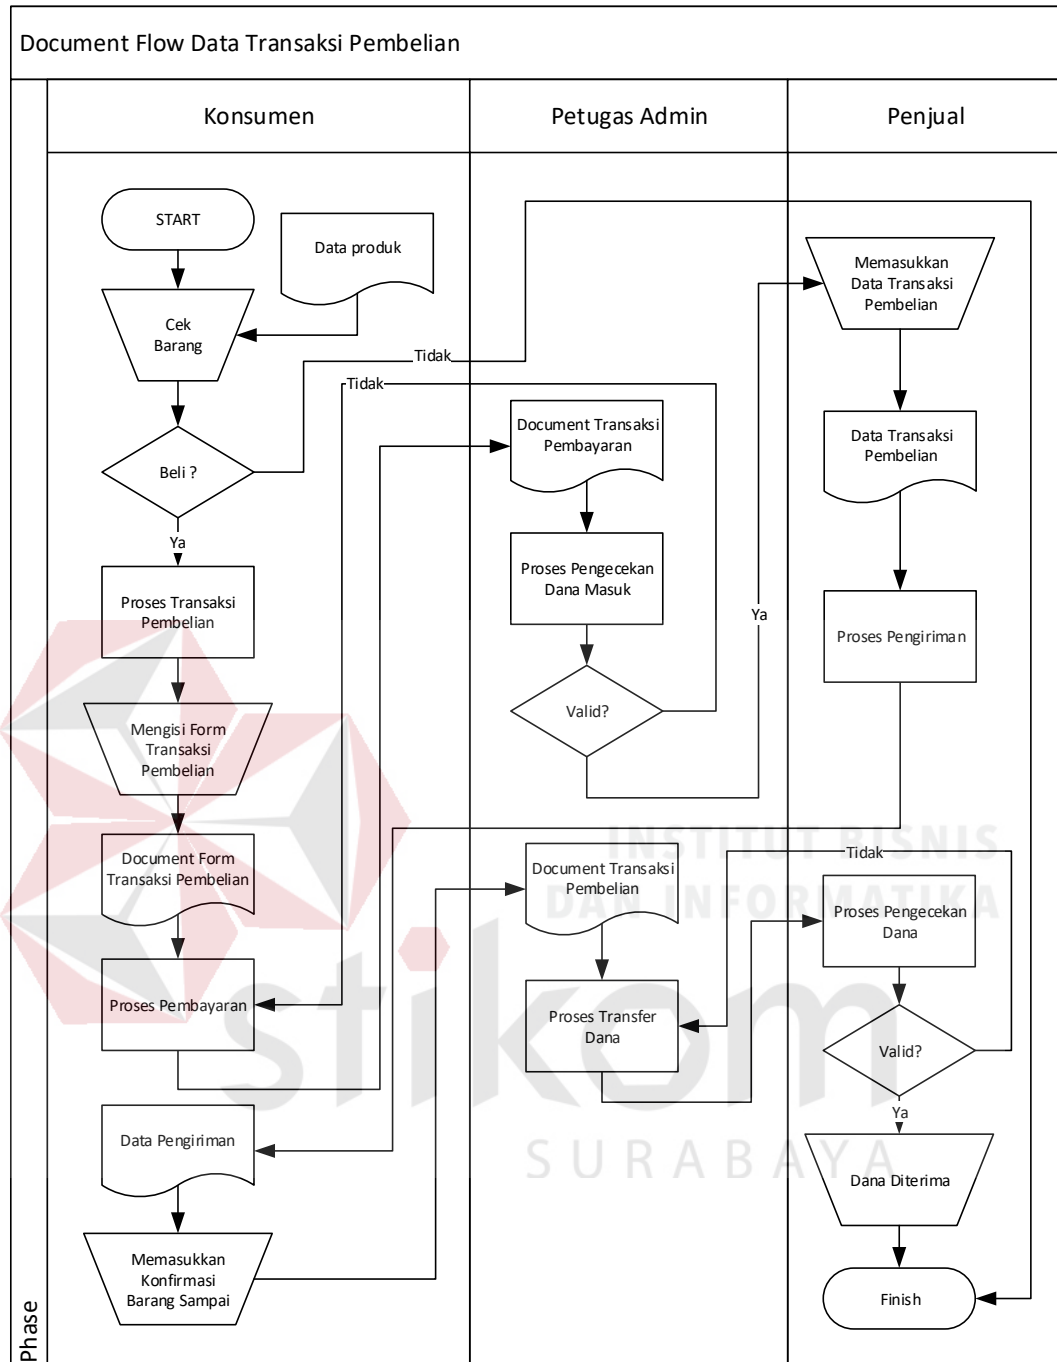 Document Flow Data Transaksi Pembelian
Konsumen
Petugas Admin
Penjual
START
Data produk
Cek
Barang
Tidak
Tidak
Beli ?
Ya
Proses Transaksi
Pembelian
Mengisi Form
Transaksi
Pembelian
Document Form
Transaksi Pembelian
Proses Pembayaran
Data Pengiriman
Memasukkan
Konfirmasi
Barang Sampai
Document Transaksi
Pembayaran
Proses Pengecekan
Dana Masuk
Valid?
Ya
Document Transaksi
Pembelian
Proses Transfer
Dana
Memasukkan
Data Transaksi
Pembelian
Data Transaksi
Pembelian
Proses Pengiriman
Tidak
Proses Pengecekan
Dana
Valid?
Ya
Dana Diterima
Finish
Phase
INSTITUT BISNIS
DAN INFORMATIKA
stikom
SURABAYA